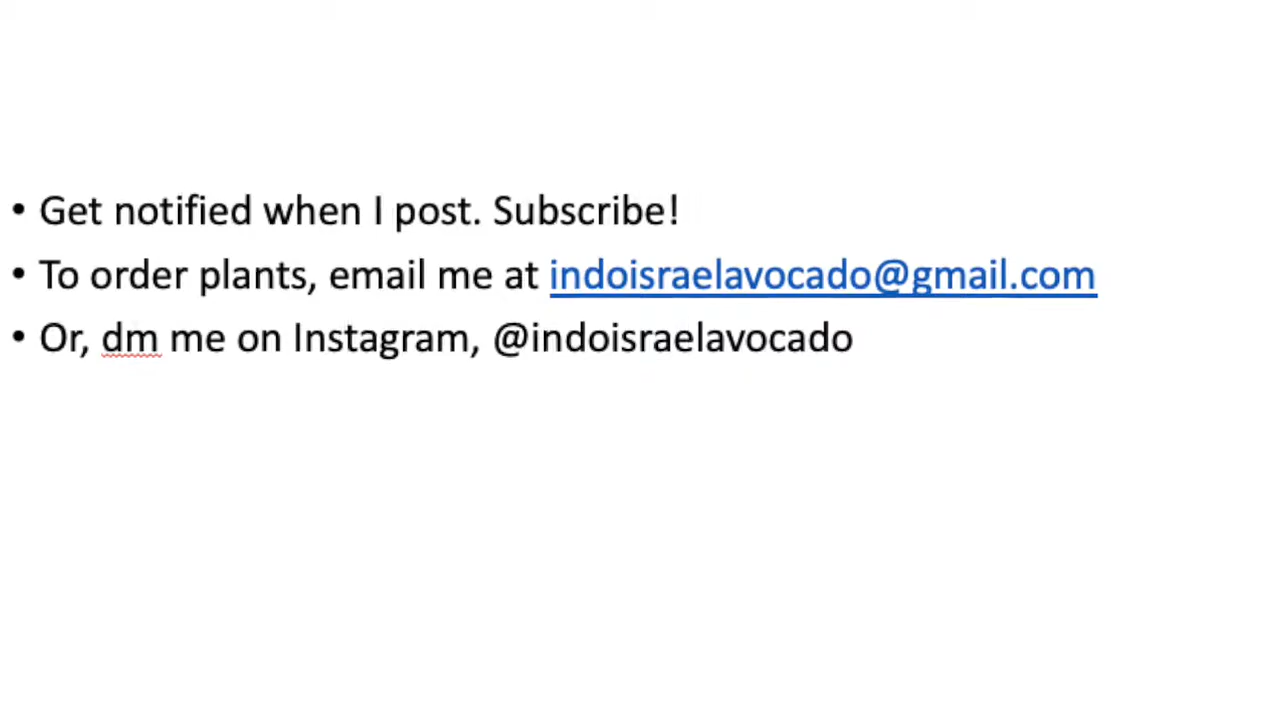 • Get notified when I post. Subscribe!
• To order plants, email me at indoisraelavocado@gmail.com
• Or, dm me on Instagram, @indoisraelavocado